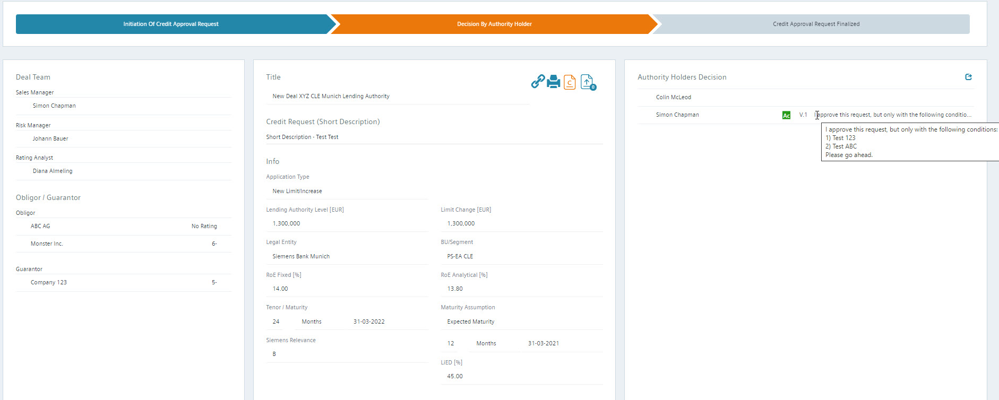 Initiation Of Credit Approval Request
Decision By Authority Holder
Credit Approval Request Finalized
Deal Team
Sales Manager
Simon Chapman
Risk Manager
Johann Bauer
Rating Analyst
Diana Almeling
Obligor / Guarantor
Obligor
ABC AG No Rating
Monster Inc. 6-
Guarantor
Company 123 5-
Title
C
0
New Deal XYZ CLE Munich Lending Authority
Credit Request (Short Description)
Short Description - Test Test
Info
Application Type
New Limit/Increase
Lending Authority Level [EUR] Limit Change [EUR]
1,300,000 1,300,000
Legal Entity BU/Segment
Siemens Bank Munich PS-EA CLE
RoE Fixed [%] RoE Analytical [%]
14.00 13.80
Tenor / Maturity Maturity Assumption
24 Months 31-03-2022 Expected Maturity
Siemens Relevance
12 Months 31-03-2021
B
LiED [%]
45.00
Authority Holders Decision
Colin McLeod
Simon Chapman Ac V.1 I approve this request, but only with the following conditio...
I approve this request, but only with the following conditions:
1) Test 123
2) Test ABC
Please go ahead.